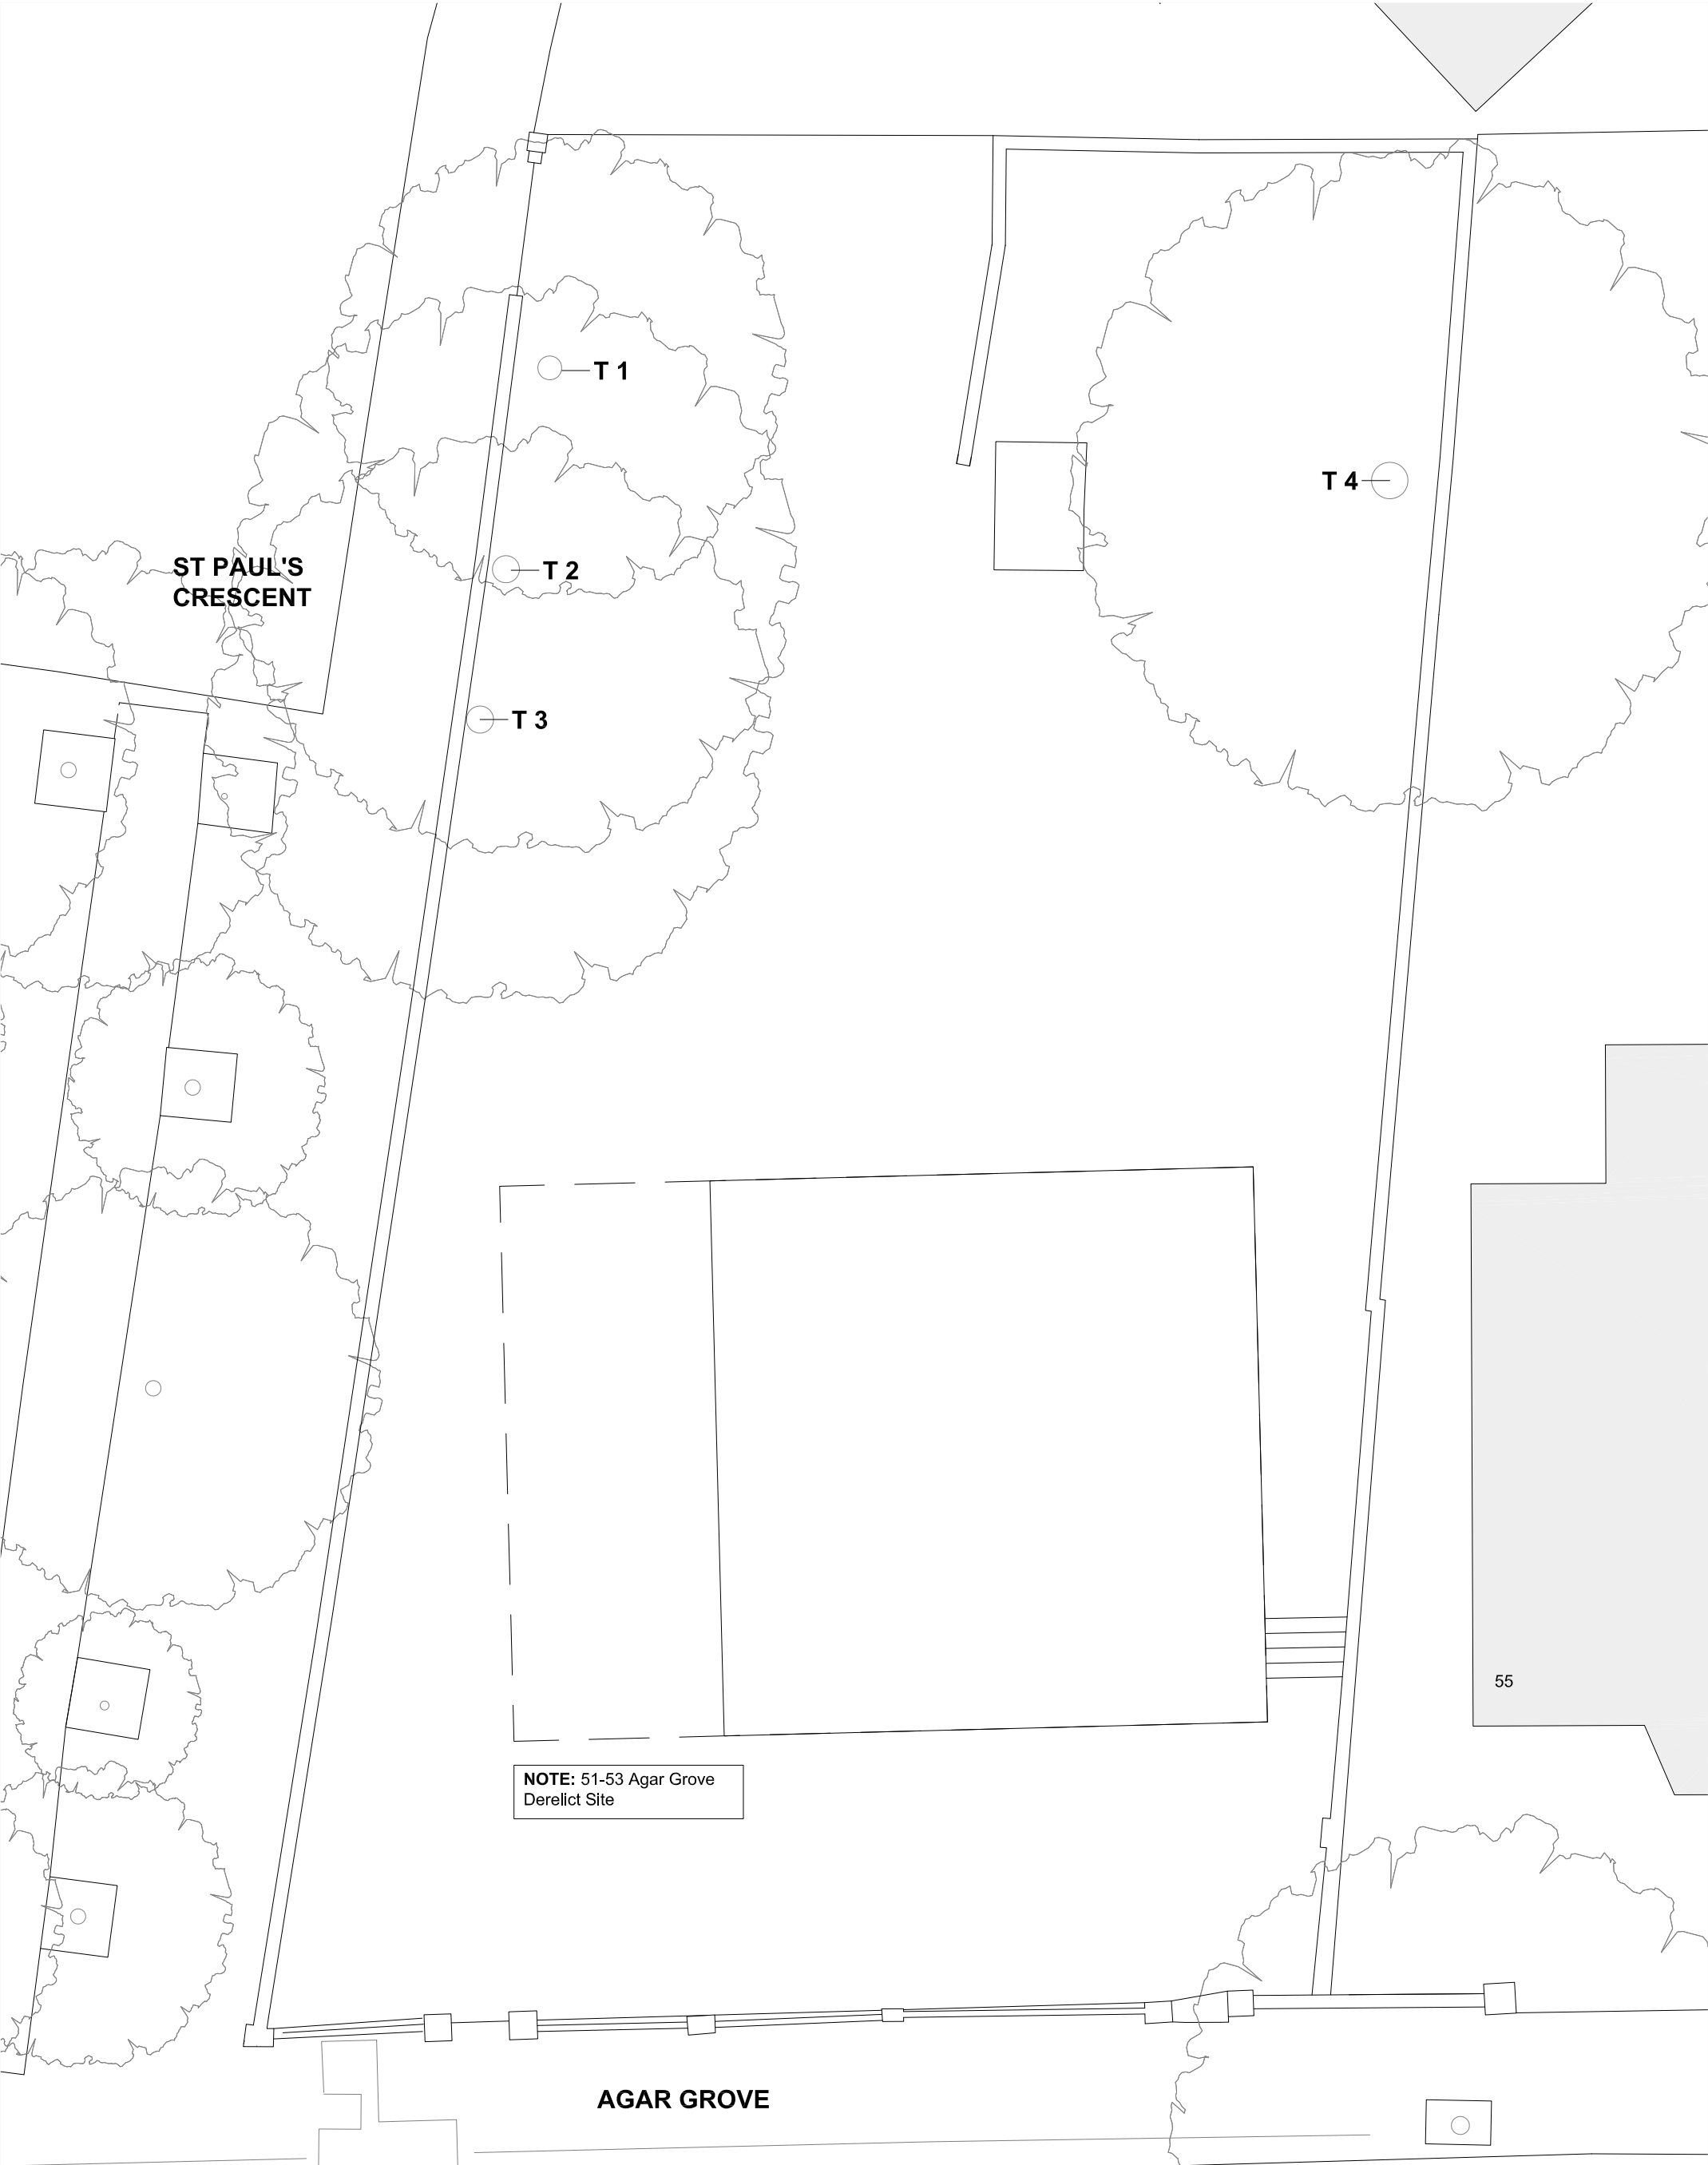 T 1
T 4
ST PAUL'S
CRESCENT
T 2
T 3
55
NOTE: 51-53 Agar Grove
Derelict Site
AGAR GROVE